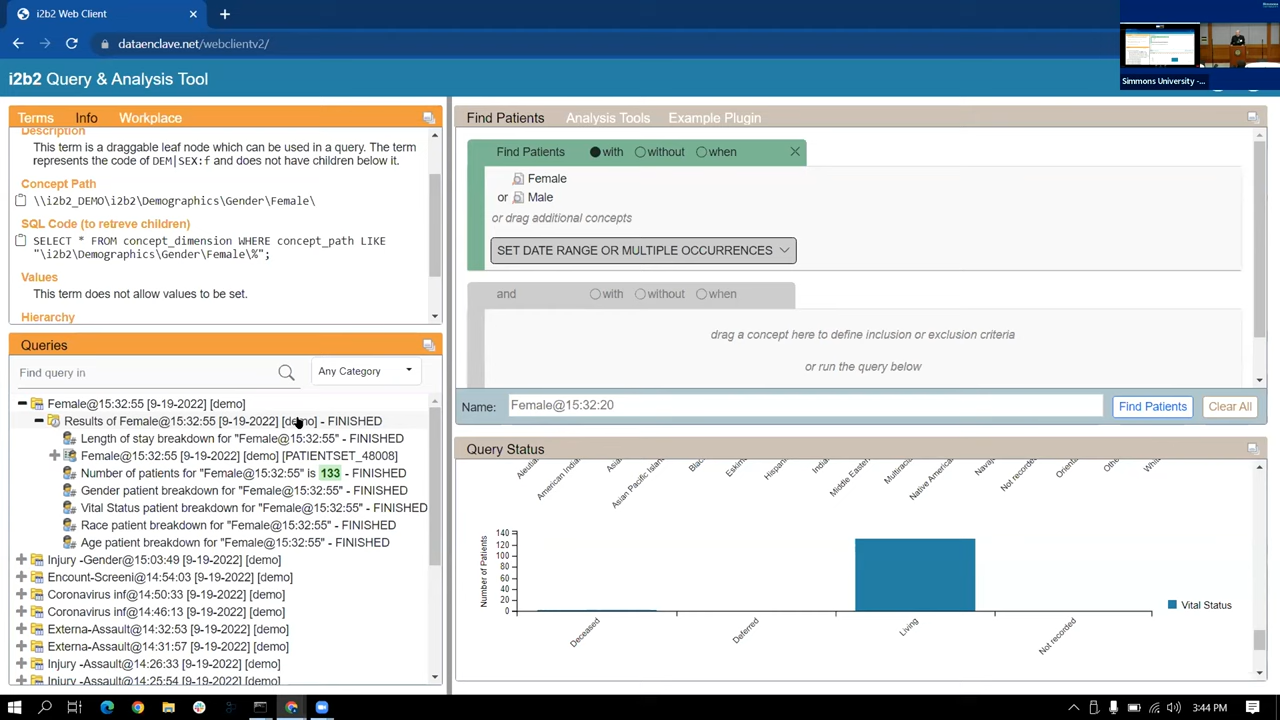 i2b2 Web Client
dataenclave.net/webclientv2/
i2b2 Query & Analysis Tool
Simmons University -...
Terms Info Workplace
Description
This term is a draggable leaf node which can be used in a query. The term
represents the code of DEM|SEX:f and does not have children below it.
Concept Path
\\i2b2_DEMO\i2b2\Demographics\Gender\Female\
SQL Code (to retreve children)
SELECT * FROM concept_dimension WHERE concept_path LIKE
"\i2b2\Demographics\Gender\Female\%";
Values
This term does not allow values to be set.
Hierarchy
Queries
Find query in
Any Category
Female@15:32:55 [9-19-2022] [demo]
Results of Female@15:32:55 [9-19-2022] [demo] - FINISHED
Length of stay breakdown for "Female@15:32:55" - FINISHED
Female@15:32:55 [9-19-2022] [demo] [PATIENTSET_48008]
Number of patients for "Female@15:32:55" is 133 - FINISHED
Gender patient breakdown for "Female@15:32:55" - FINISHED
Vital Status patient breakdown for "Female@15:32:55" - FINISHED
Race patient breakdown for "Female@15:32:55" - FINISHED
Age patient breakdown for "Female@15:32:55" - FINISHED
Injury -Gender@15:03:49 [9-19-2022] [demo]
Encount-Screeni@14:54:03 [9-19-2022] [demo]
Coronavirus inf@14:50:33 [9-19-2022] [demo]
Coronavirus inf@14:46:13 [9-19-2022] [demo]
Externa-Assault@14:32:53 [9-19-2022] [demo]
Externa-Assault@14:31:57 [9-19-2022] [demo]
Injury -Assault@14:26:33 [9-19-2022] [demo]
Injury -Assault@14:25:54 [9-19-2022] [demo]
Find Patients Analysis Tools Example Plugin
Find Patients with without when
Female
or Male
or drag additional concepts
SET DATE RANGE OR MULTIPLE OCCURRENCES
and with without when
drag a concept here to define inclusion or exclusion criteria
or run the query below
Name: Female@15:32:20 Find Patients Clear All
Query Status
140
120
100
80
60
40
20
0
Number of Patients
Deceased
Deferred
Living
Not recorded
Vital Status
3:44 PM